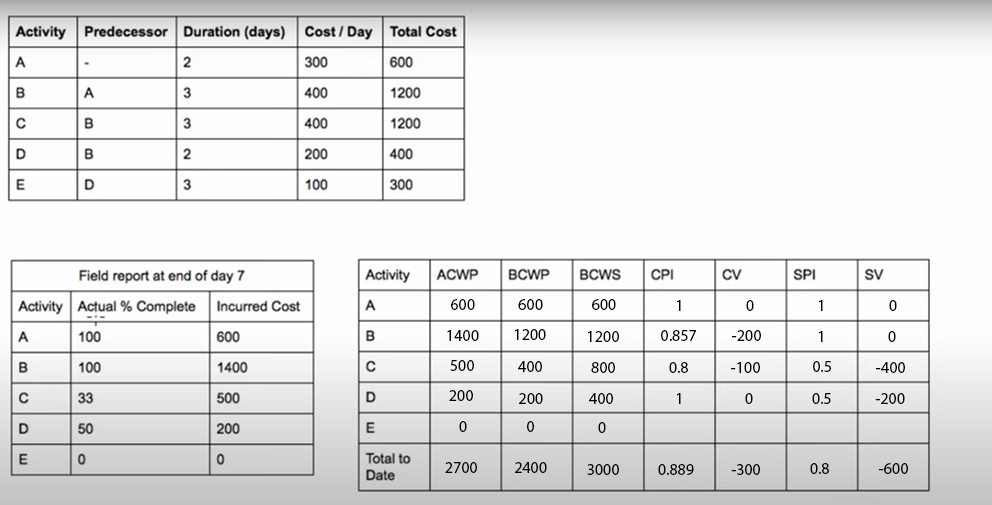 Activity Predecessor Duration (days) Cost / Day Total Cost
A - 2 300 600
B A 3 400 1200
C B 3 400 1200
D B 2 200 400
E D 3 100 300
Field report at end of day 7
Activity Actual % Complete Incurred Cost
A 100 600
B 100 1400
C 33 500
D 50 200
E 0 0
Activity ACWP BCWP BCWS CPI CV SPI SV
A 600 600 600 1 0 1 0
B 1400 1200 1200 0.857 -200 1 0
C 500 400 800 0.8 -100 0.5 -400
D 200 200 400 1 0 0.5 -200
E 0 0 0
Total to
Date 2700 2400 3000 0.889 -300 0.8 -600